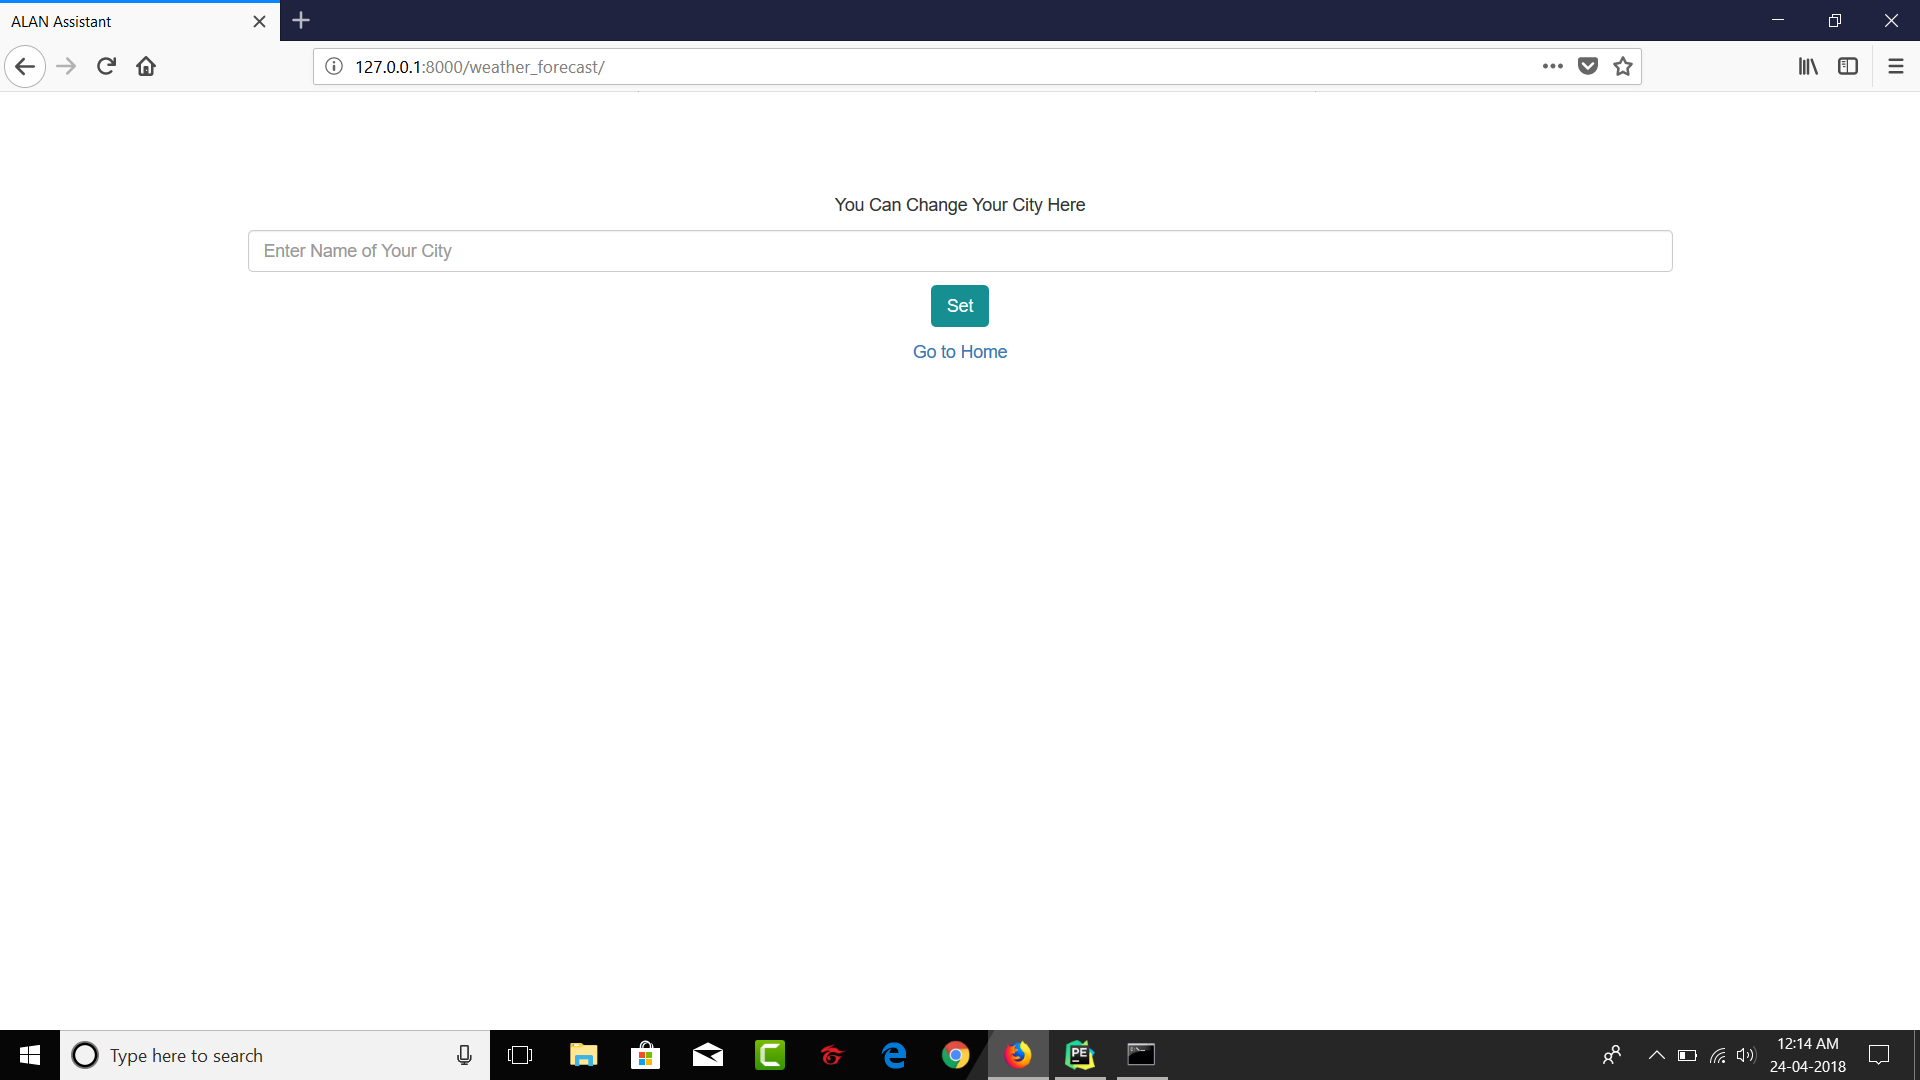 ALAN Assistant
127.0.0.1:8000/weather_forecast/
You Can Change Your City Here
Enter Name of Your City
Set
Go to Home
Type here to search
PE
12:14 AM
24-04-2018